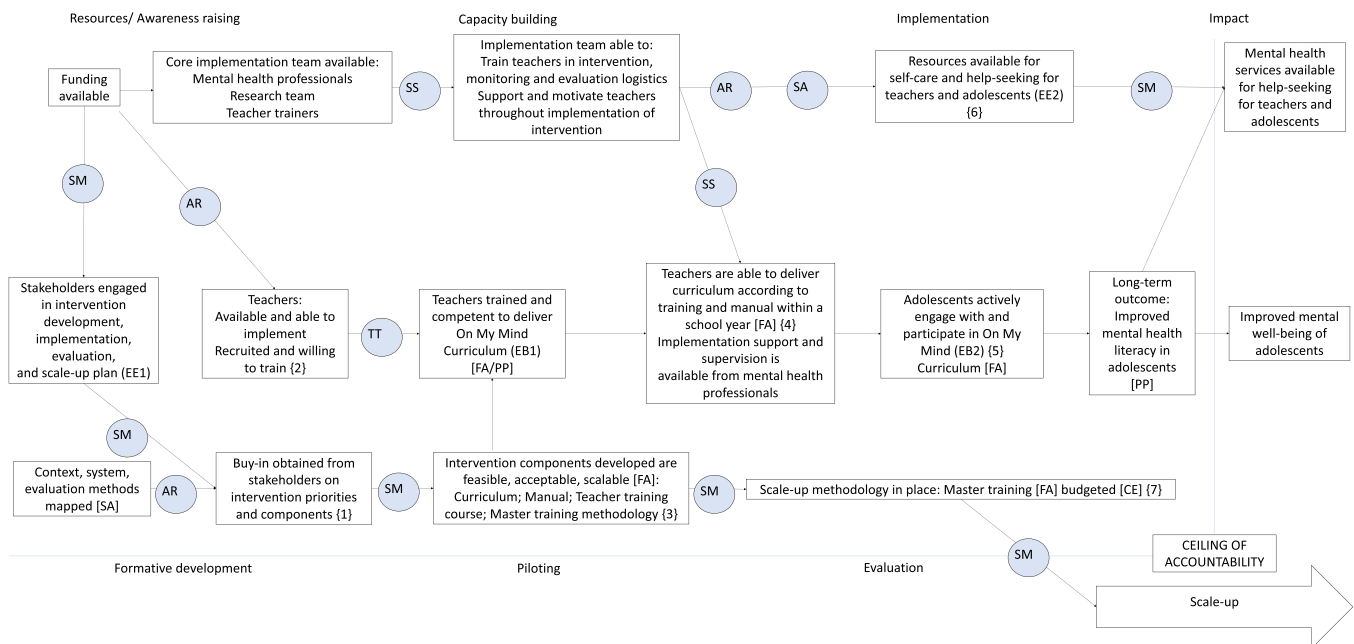 Resources/ Awareness raising
Capacity building
Implementation
Impact
Funding
available
Core implementation team available:
Mental health professionals
Research team
Teacher trainers
SS
Implementation team able to:
Train teachers in intervention,
monitoring and evaluation logistics
Support and motivate teachers
throughout implementation of
intervention
AR
SA
Resources available for
self-care and help-seeking for
teachers and adolescents (EE2)
{6}
SM
Mental health
services available
for help-seeking
for teachers and
adolescents
SM
AR
SS
Stakeholders engaged
in intervention
development,
implementation,
evaluation,
and scale-up plan (EE1)
Teachers:
Available and able to
implement
Recruited and willing
to train {2}
TT
Teachers trained and
competent to deliver
On My Mind
Curriculum (EB1)
[FA/PP]
Teachers are able to deliver
curriculum according to
training and manual within a
school year [FA] {4}
Implementation support and
supervision is
available from mental health
professionals
Adolescents actively
engage with and
participate in On My
Mind (EB2) {5}
Curriculum [FA]
Long-term
outcome:
Improved
mental health
literacy in
adolescents
[PP]
Improved mental
well-being of
adolescents
SM
Context, system,
evaluation methods
mapped [SA]
AR
Buy-in obtained from
stakeholders on
intervention priorities
and components {1}
SM
Intervention components developed are
feasible, acceptable, scalable [FA]:
Curriculum; Manual; Teacher training
course; Master training methodology {3}
SM
Scale-up methodology in place: Master training [FA] budgeted [CE] {7}
SM
CEILING OF
ACCOUNTABILITY
Formative development
Piloting
Evaluation
Scale-up